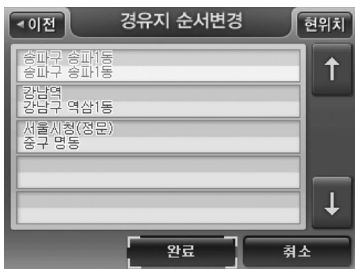 ◂이전
경유지 순서변경
현위치
송파구 송파1동
송파구 송파1동
강남역
강남구 역삼1동
서울시청(정문)
중구 명동
완료
취소